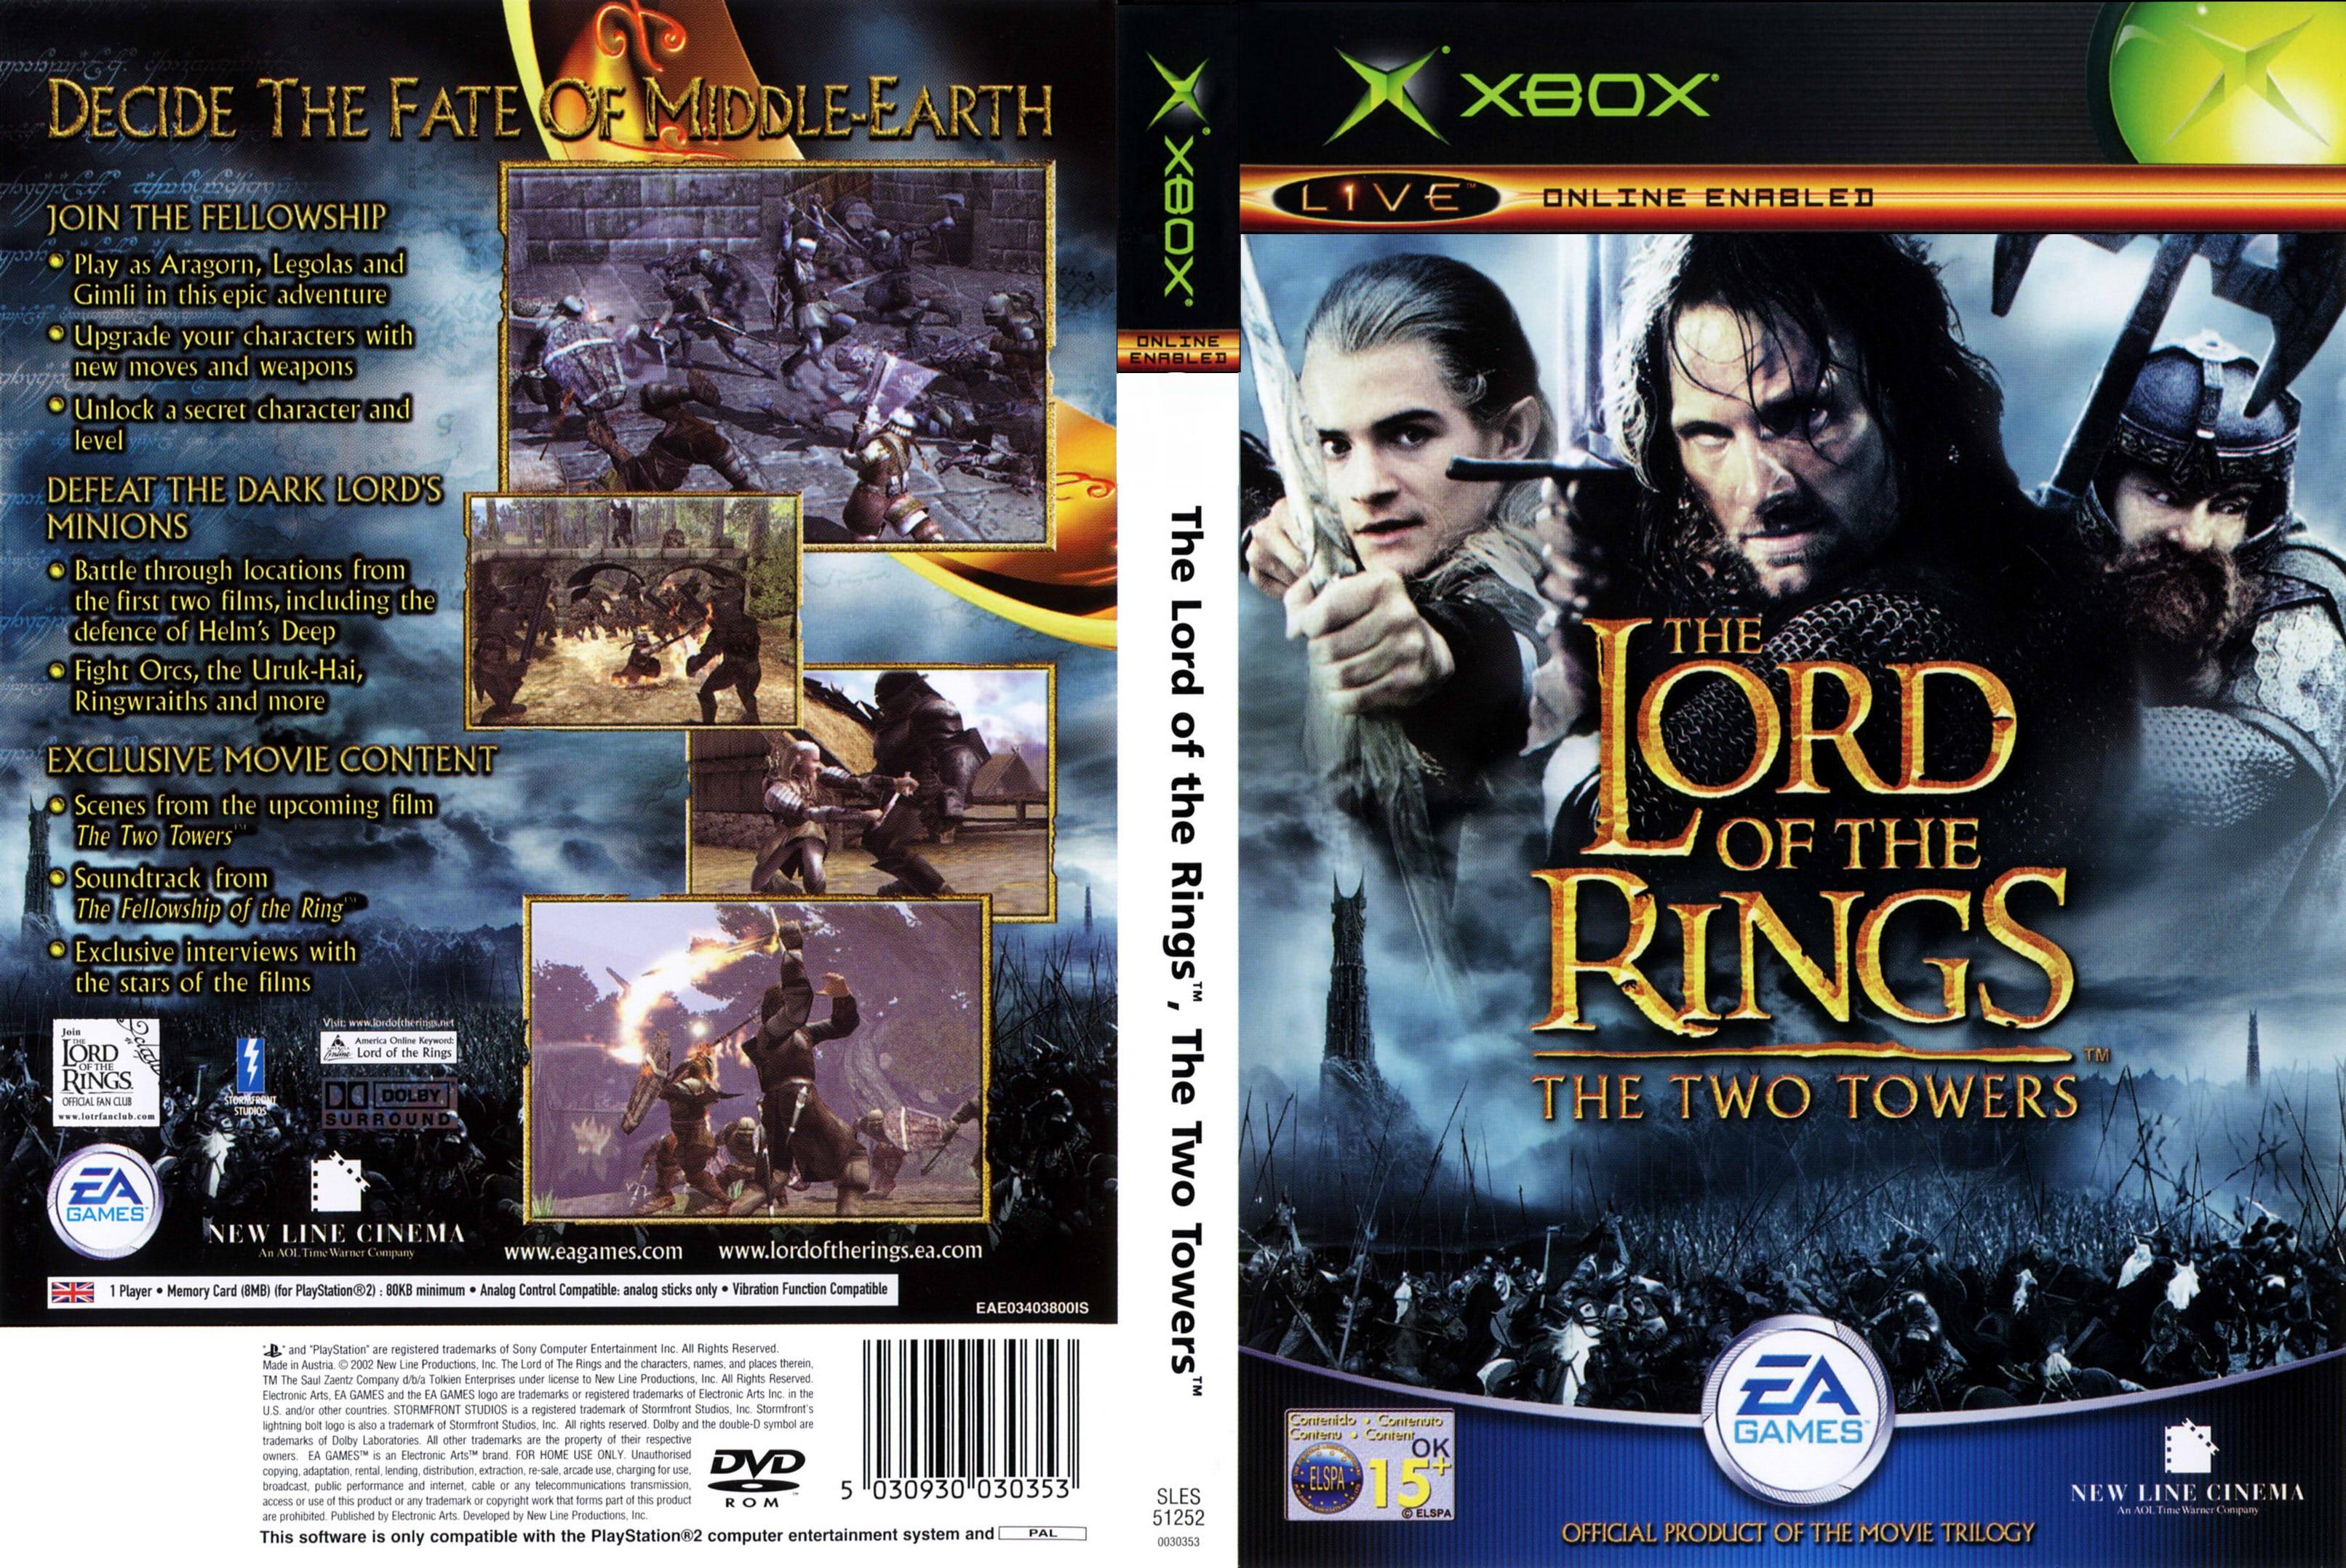 DECIDE THE FATE OF MIDDLE-EARTH
JOIN THE FELLOWSHIP
• Play as Aragorn, Legolas and
Gimli in this epic adventure
• Upgrade your characters with
new moves and weapons
• Unlock a secret character and
level
DEFEAT THE DARK LORD'S
MINIONS
• Battle through locations from
the first two films, including the
defence of Helm's Deep
• Fight Orcs, the Uruk-Hai,
Ringwraiths and more
EXCLUSIVE MOVIE CONTENT
• Scenes from the upcoming film
The Two Towers™
• Soundtrack from
The Fellowship of the Ring™
• Exclusive interviews with
the stars of the films
Join
THE
LORD
OF THE
RINGS
OFFICIAL FAN CLUB
www.lotrfanclub.com
STORMFRONT
STUDIOS
Visit: www.lordoftherings.net
America Online Keyword:
Lord of the Rings
DOLBY
SURROUND
EA
GAMES™
NEW LINE CINEMA
An AOL Time Warner Company
www.eagames.com www.lordoftherings.ea.com
1 Player • Memory Card (8MB) (for PlayStation®2) : 80KB minimum • Analog Control Compatible: analog sticks only • Vibration Function Compatible
EAE03403800IS
" " and "PlayStation" are registered trademarks of Sony Computer Entertainment Inc. All Rights Reserved.
Made in Austria. © 2002 New Line Productions, Inc. The Lord of The Rings and the characters, names, and places therein,
TM The Saul Zaentz Company d/b/a Tolkien Enterprises under license to New Line Productions, Inc. All Rights Reserved.
Electronic Arts, EA GAMES and the EA GAMES logo are trademarks or registered trademarks of Electronic Arts Inc. in the
U.S. and/or other countries. STORMFRONT STUDIOS is a registered trademark of Stormfront Studios, Inc. Stormfront's
lightning bolt logo is also a trademark of Stormfront Studios, Inc. All rights reserved. Dolby and the double-D symbol are
trademarks of Dolby Laboratories. All other trademarks are the property of their respective
owners. EA GAMES™ is an Electronic Arts™ brand. FOR HOME USE ONLY. Unauthorised
copying, adaptation, rental, lending, distribution, extraction, re-sale, arcade use, charging for use,
broadcast, public performance and internet, cable or any telecommunications transmission,
access or use of this product or any trademark or copyright work that forms part of this product
are prohibited. Published by Electronic Arts. Developed by New Line Productions, Inc.
This software is only compatible with the PlayStation®2 computer entertainment system and PAL
DVD
ROM
5 030930 030353
XBOX®
ONLINE
ENABLED
The Lord of the Rings™, The Two Towers™
SLES
51252
0030353
XBOX®
L1VE™ ONLINE ENABLED
THE
LORD
OF THE
RINGS
™
THE TWO TOWERS
Contenido • Contenuto
Contenu • Content
OK
ELSPA
15+
© ELSPA
EA
GAMES™
NEW LINE CINEMA
An AOL Time Warner Company
OFFICIAL PRODUCT OF THE MOVIE TRILOGY